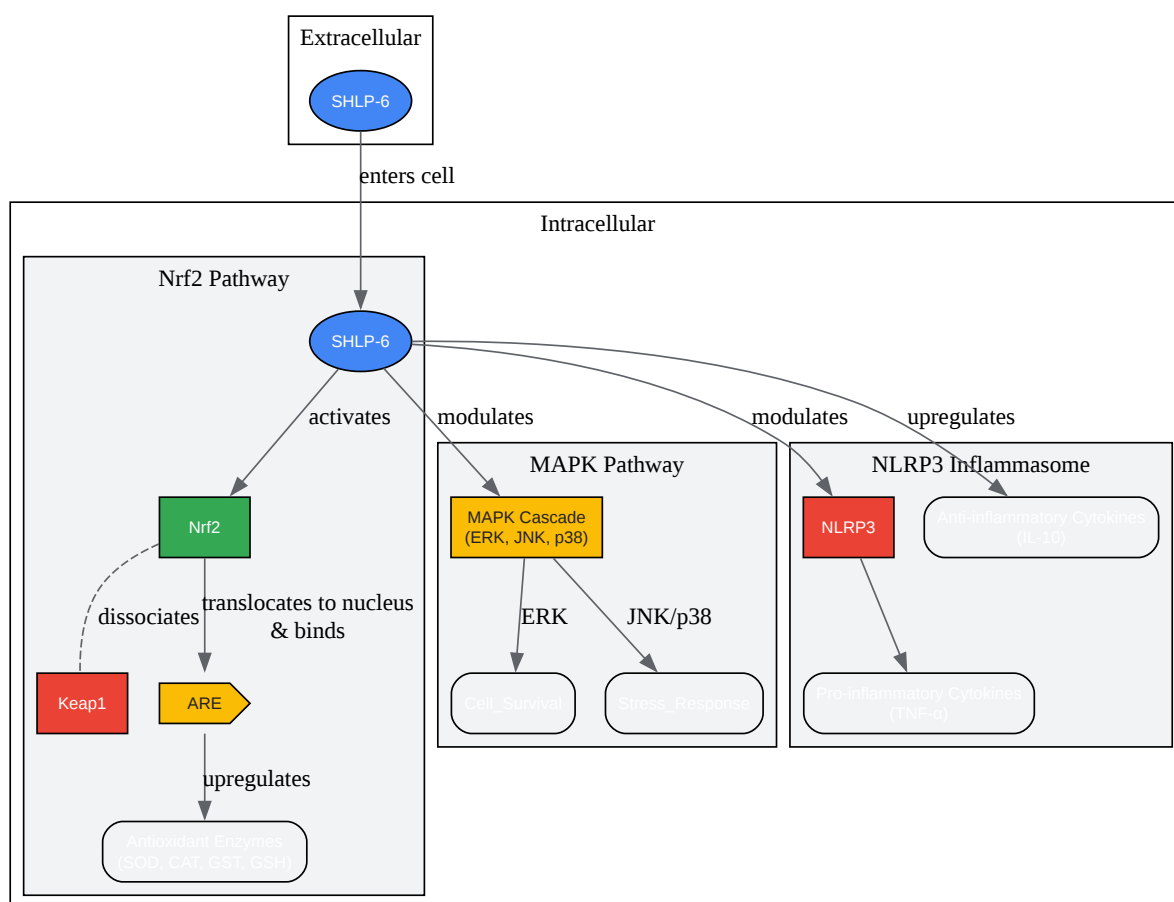 Extracellular
SHLP-6
enters cell
Intracellular
Nrf2 Pathway
SHLP-6
activates
modulates
modulates
upregulates
MAPK Pathway
NLRP3 Inflammasome
Nrf2
MAPK Cascade
(ERK, JNK, p38)
NLRP3
Anti-inflammatory Cytokines
(IL-10)
dissociates
translocates to nucleus
& binds
ERK
JNK/p38
Keap1
ARE
Cell_Survival
Stress_Response
Pro-inflammatory Cytokines
(TNF-α)
upregulates
Antioxidant Enzymes
(SOD, CAT, GST, GSH)